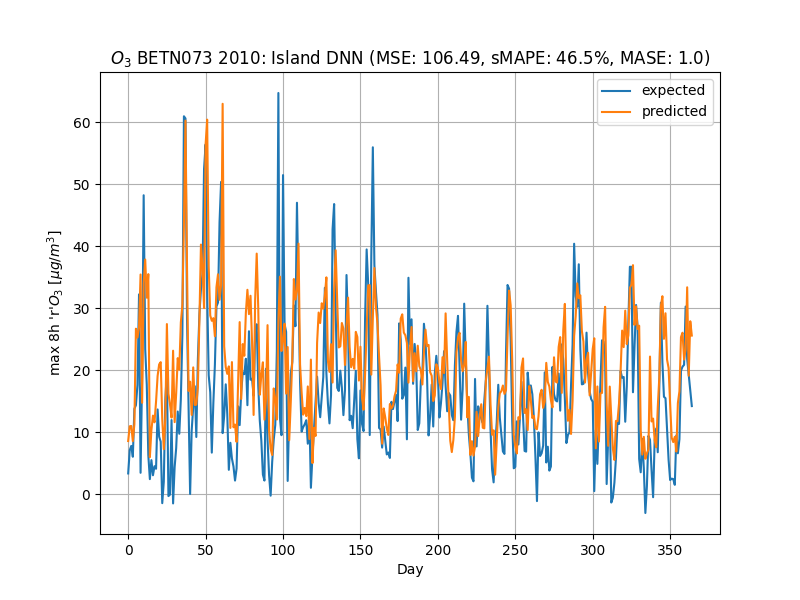 O3 BETN073 2010: Island DNN (MSE: 106.49, sMAPE: 46.5%, MASE: 1.0)
expected
predicted
max 8h 'r'O3 [μg/m³]
60
50
40
30
20
10
0
0 50 100 150 200 250 300 350
Day